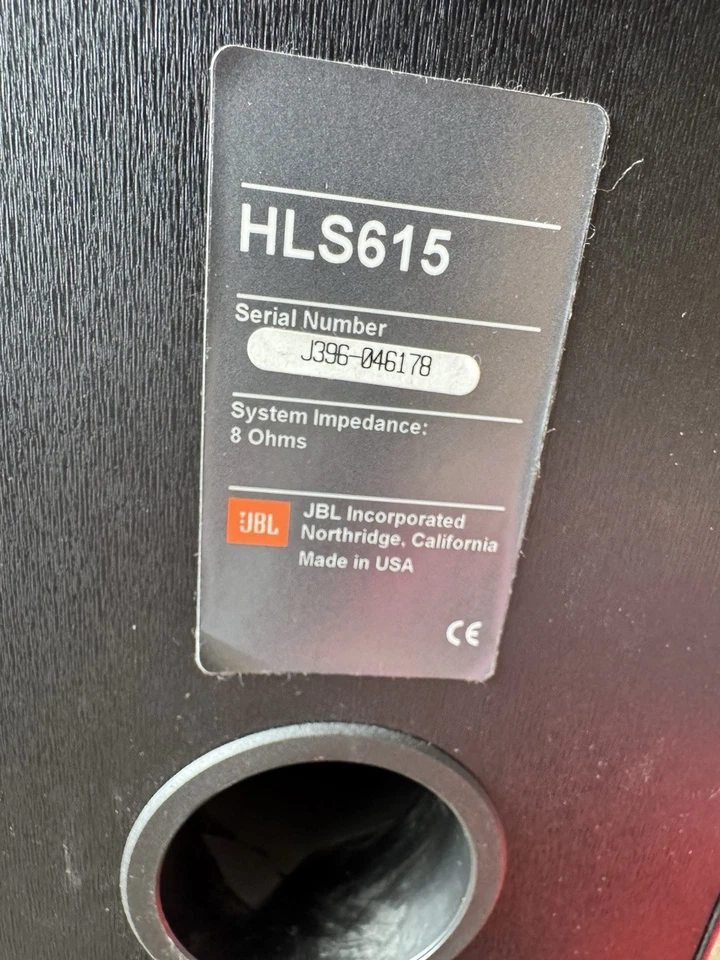 HLS615
Serial Number
J396-046178
System Impedance:
8 Ohms
JBL
JBL Incorporated
Northridge, California
Made in USA
CE